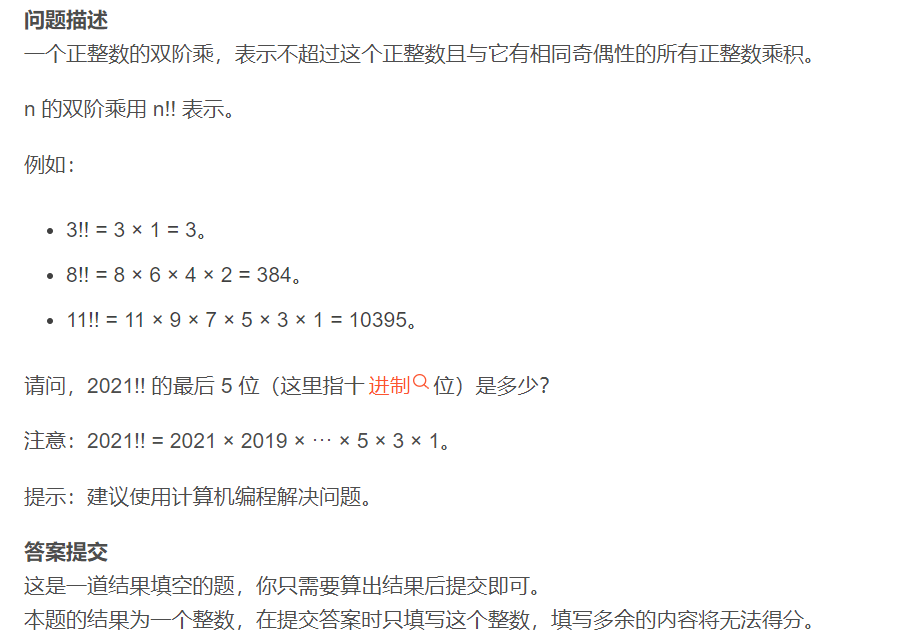 问题描述
一个正整数的双阶乘，表示不超过这个正整数且与它有相同奇偶性的所有正整数乘积。
n 的双阶乘用 n!! 表示。
例如：
• 3!! = 3 × 1 = 3。
• 8!! = 8 × 6 × 4 × 2 = 384。
• 11!! = 11 × 9 × 7 × 5 × 3 × 1 = 10395。
请问，2021!! 的最后 5 位（这里指十进制位）是多少？
注意：2021!! = 2021 × 2019 × ··· × 5 × 3 × 1。
提示：建议使用计算机编程解决问题。
答案提交
这是一道结果填空的题，你只需要算出结果后提交即可。
本题的结果为一个整数，在提交答案时只填写这个整数，填写多余的内容将无法得分。